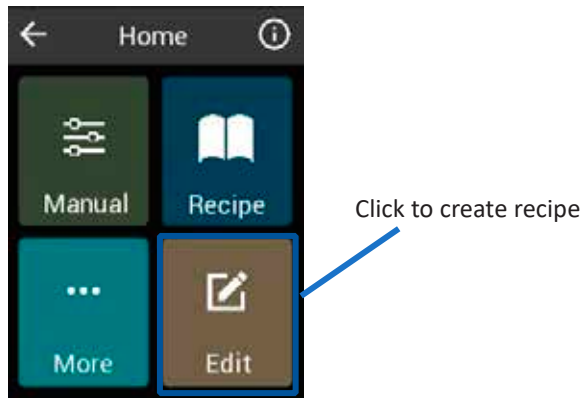 Home
Manual
Recipe
Click to create recipe
More
Edit